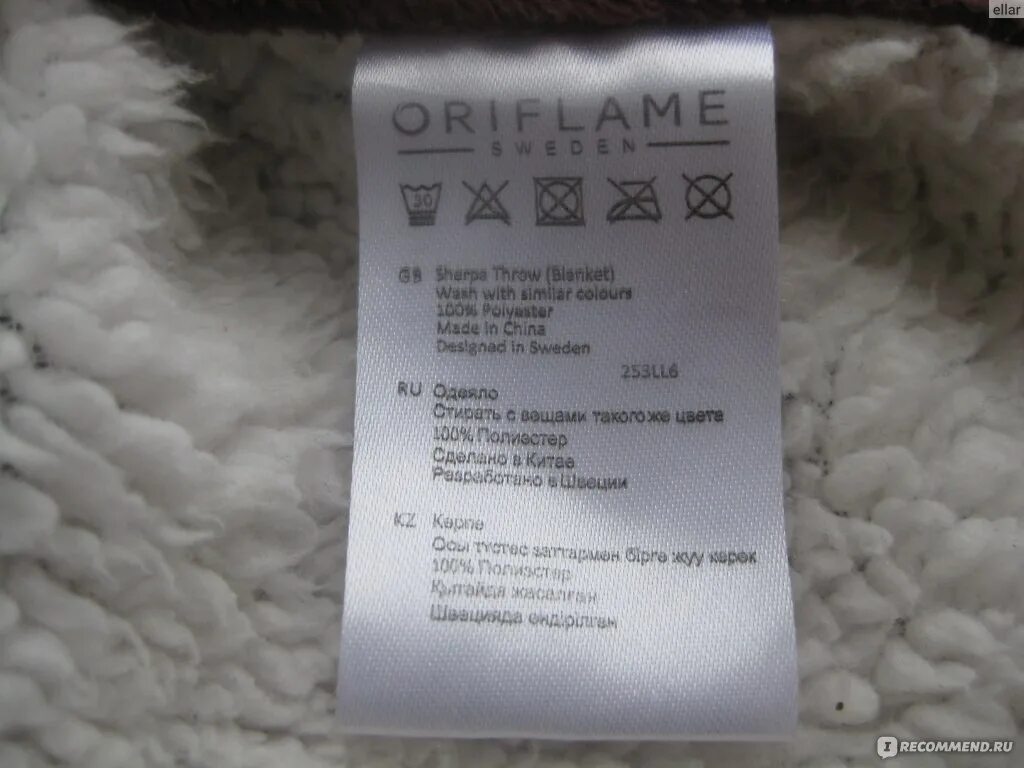 ellar
ORIFLAME
SWEDEN
30
GB Sherpa Throw (Blanket)
Wash with similar colours
100% Polyester
Made in China
Designed in Sweden
253LL6
RU Одеяло
Стирать с вещами такого же цвета
100% Полиэстер
Сделано в Китае
Разработано в Швеции
KZ Көрпе
Осы түстес заттармен бірге жуу керек
100% Полиэстер
Қытайда жасалған
Швецияда өндірілған
IRECOMMEND.RU